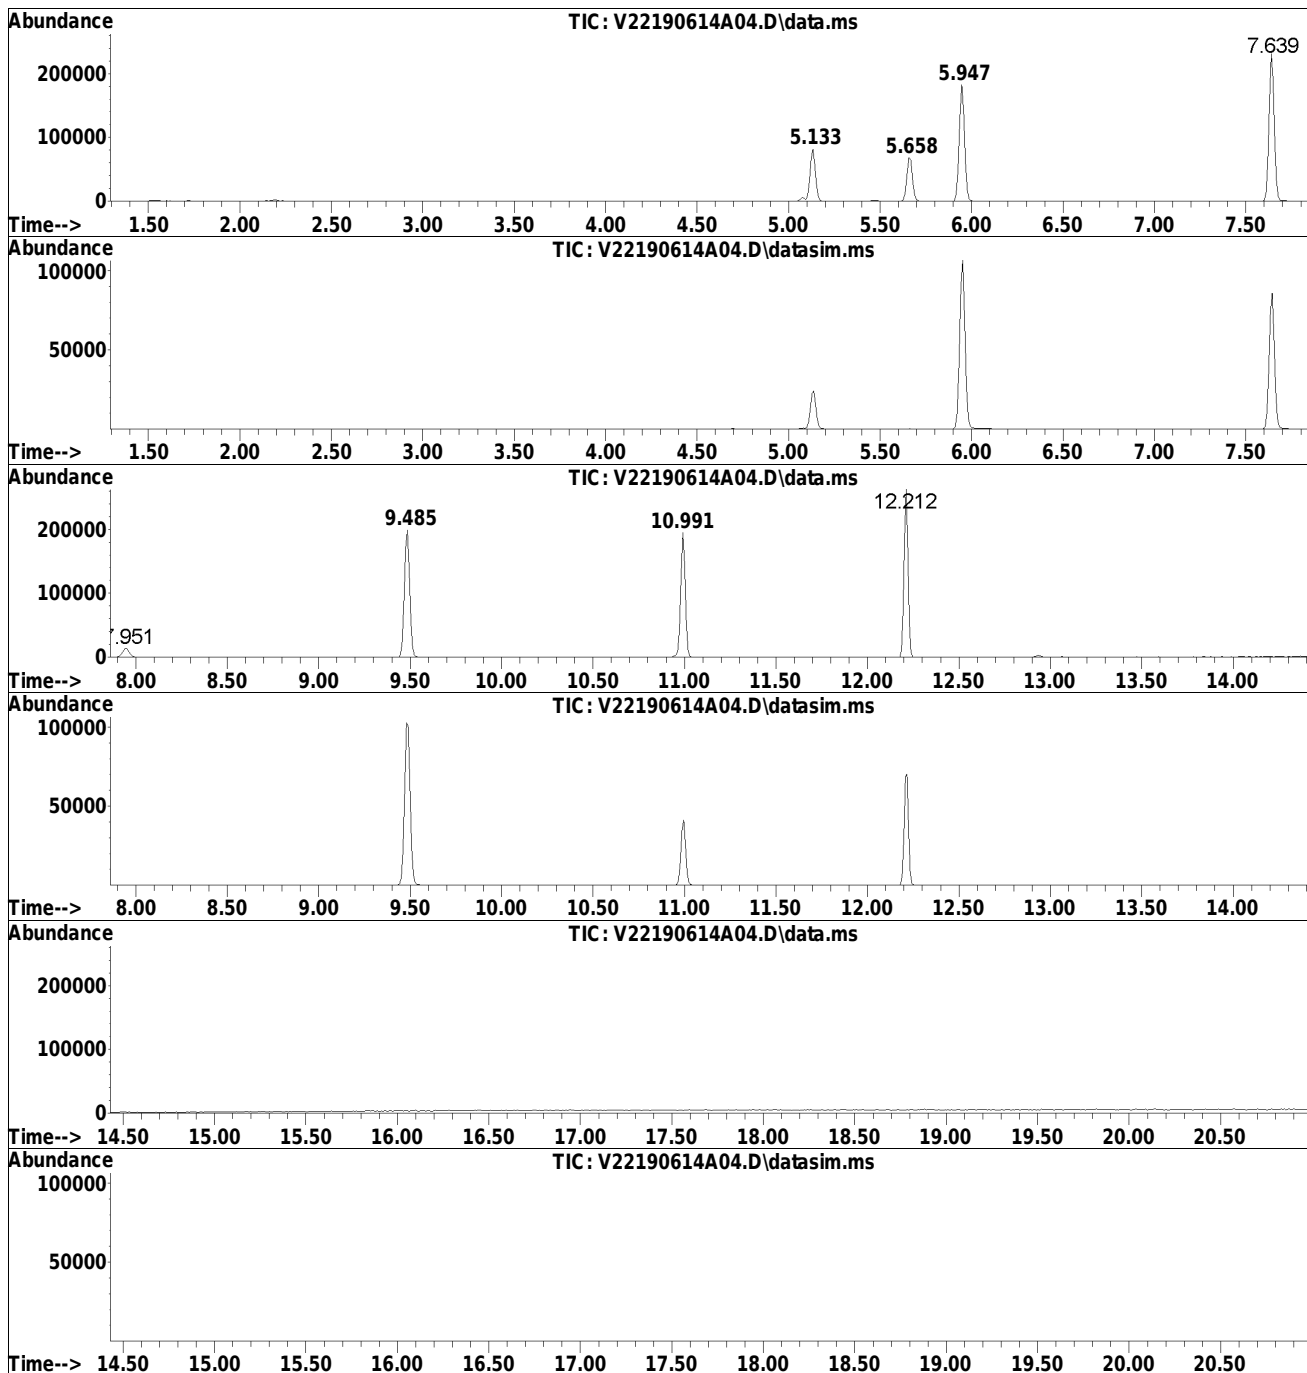 Abundance TIC: V22190614A04.D\data.ms
7.639
200000
5.947
5.133
100000
5.658
0
Time--> 1.50 2.00 2.50 3.00 3.50 4.00 4.50 5.00 5.50 6.00 6.50 7.00 7.50
Abundance TIC: V22190614A04.D\datasim.ms
100000
50000
Time--> 1.50 2.00 2.50 3.00 3.50 4.00 4.50 5.00 5.50 6.00 6.50 7.00 7.50
Abundance TIC: V22190614A04.D\data.ms
12.212
200000 9.485 10.991
100000
.951
0
Time--> 8.00 8.50 9.00 9.50 10.00 10.50 11.00 11.50 12.00 12.50 13.00 13.50 14.00
Abundance TIC: V22190614A04.D\datasim.ms
100000
50000
Time--> 8.00 8.50 9.00 9.50 10.00 10.50 11.00 11.50 12.00 12.50 13.00 13.50 14.00
Abundance TIC: V22190614A04.D\data.ms
200000
100000
0
Time--> 14.50 15.00 15.50 16.00 16.50 17.00 17.50 18.00 18.50 19.00 19.50 20.00 20.50
Abundance TIC: V22190614A04.D\datasim.ms
100000
50000
Time--> 14.50 15.00 15.50 16.00 16.50 17.00 17.50 18.00 18.50 19.00 19.50 20.00 20.50